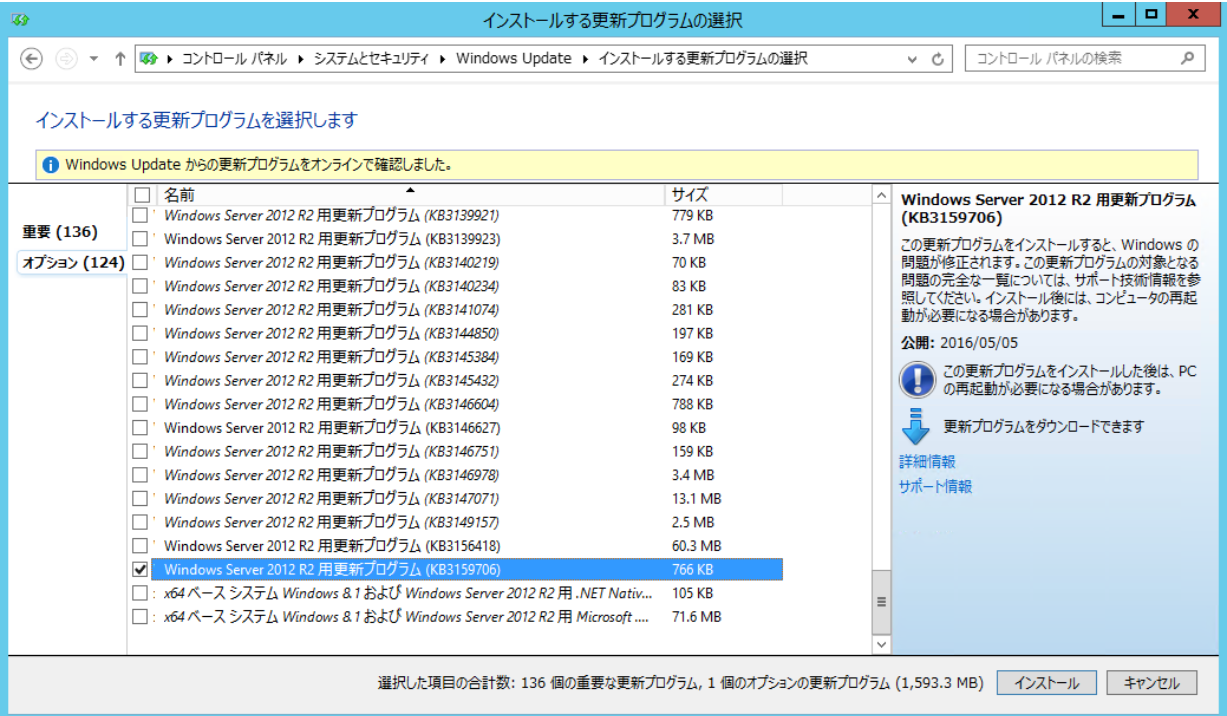 インストールする更新プログラムの選択
コントロール パネル ▸ システムとセキュリティ ▸ Windows Update ▸ インストールする更新プログラムの選択
コントロール パネルの検索
インストールする更新プログラムを選択します
Windows Update からの更新プログラムをオンラインで確認しました。
重要 (136)
オプション (124)
名前 サイズ
Windows Server 2012 R2 用更新プログラム (KB3139921) 779 KB
Windows Server 2012 R2 用更新プログラム (KB3139923) 3.7 MB
Windows Server 2012 R2 用更新プログラム (KB3140219) 70 KB
Windows Server 2012 R2 用更新プログラム (KB3140234) 83 KB
Windows Server 2012 R2 用更新プログラム (KB3141074) 281 KB
Windows Server 2012 R2 用更新プログラム (KB3144850) 197 KB
Windows Server 2012 R2 用更新プログラム (KB3145384) 169 KB
Windows Server 2012 R2 用更新プログラム (KB3145432) 274 KB
Windows Server 2012 R2 用更新プログラム (KB3146604) 788 KB
Windows Server 2012 R2 用更新プログラム (KB3146627) 98 KB
Windows Server 2012 R2 用更新プログラム (KB3146751) 159 KB
Windows Server 2012 R2 用更新プログラム (KB3146978) 3.4 MB
Windows Server 2012 R2 用更新プログラム (KB3147071) 13.1 MB
Windows Server 2012 R2 用更新プログラム (KB3149157) 2.5 MB
Windows Server 2012 R2 用更新プログラム (KB3156418) 60.3 MB
Windows Server 2012 R2 用更新プログラム (KB3159706) 766 KB
x64 ベース システム Windows 8.1 および Windows Server 2012 R2 用 .NET Nativ... 105 KB
x64 ベース システム Windows 8.1 および Windows Server 2012 R2 用 Microsoft .... 71.6 MB
Windows Server 2012 R2 用更新プログラム
(KB3159706)
この更新プログラムをインストールすると、Windows の
問題が修正されます。この更新プログラムの対象となる
問題の完全な一覧については、サポート技術情報を参
照してください。インストール後には、コンピュータの再起
動が必要になる場合があります。
公開: 2016/05/05
この更新プログラムをインストールした後は、PC
の再起動が必要になる場合があります。
更新プログラムをダウンロードできます
詳細情報
サポート情報
選択した項目の合計数: 136 個の重要な更新プログラム, 1 個のオプションの更新プログラム (1,593.3 MB)
インストール
キャンセル